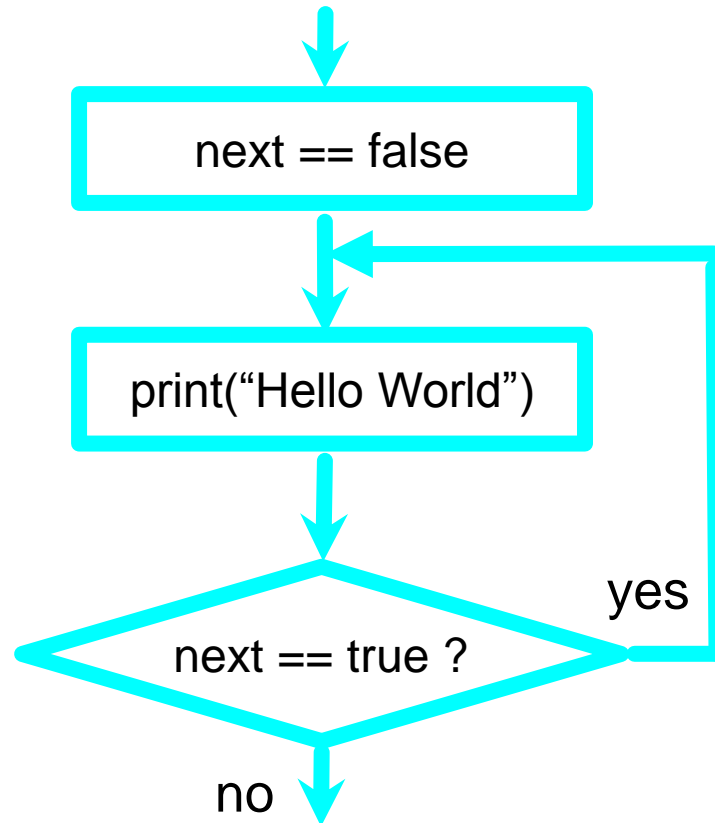 next == false
print(“Hello World”)
yes
next == true ?
no